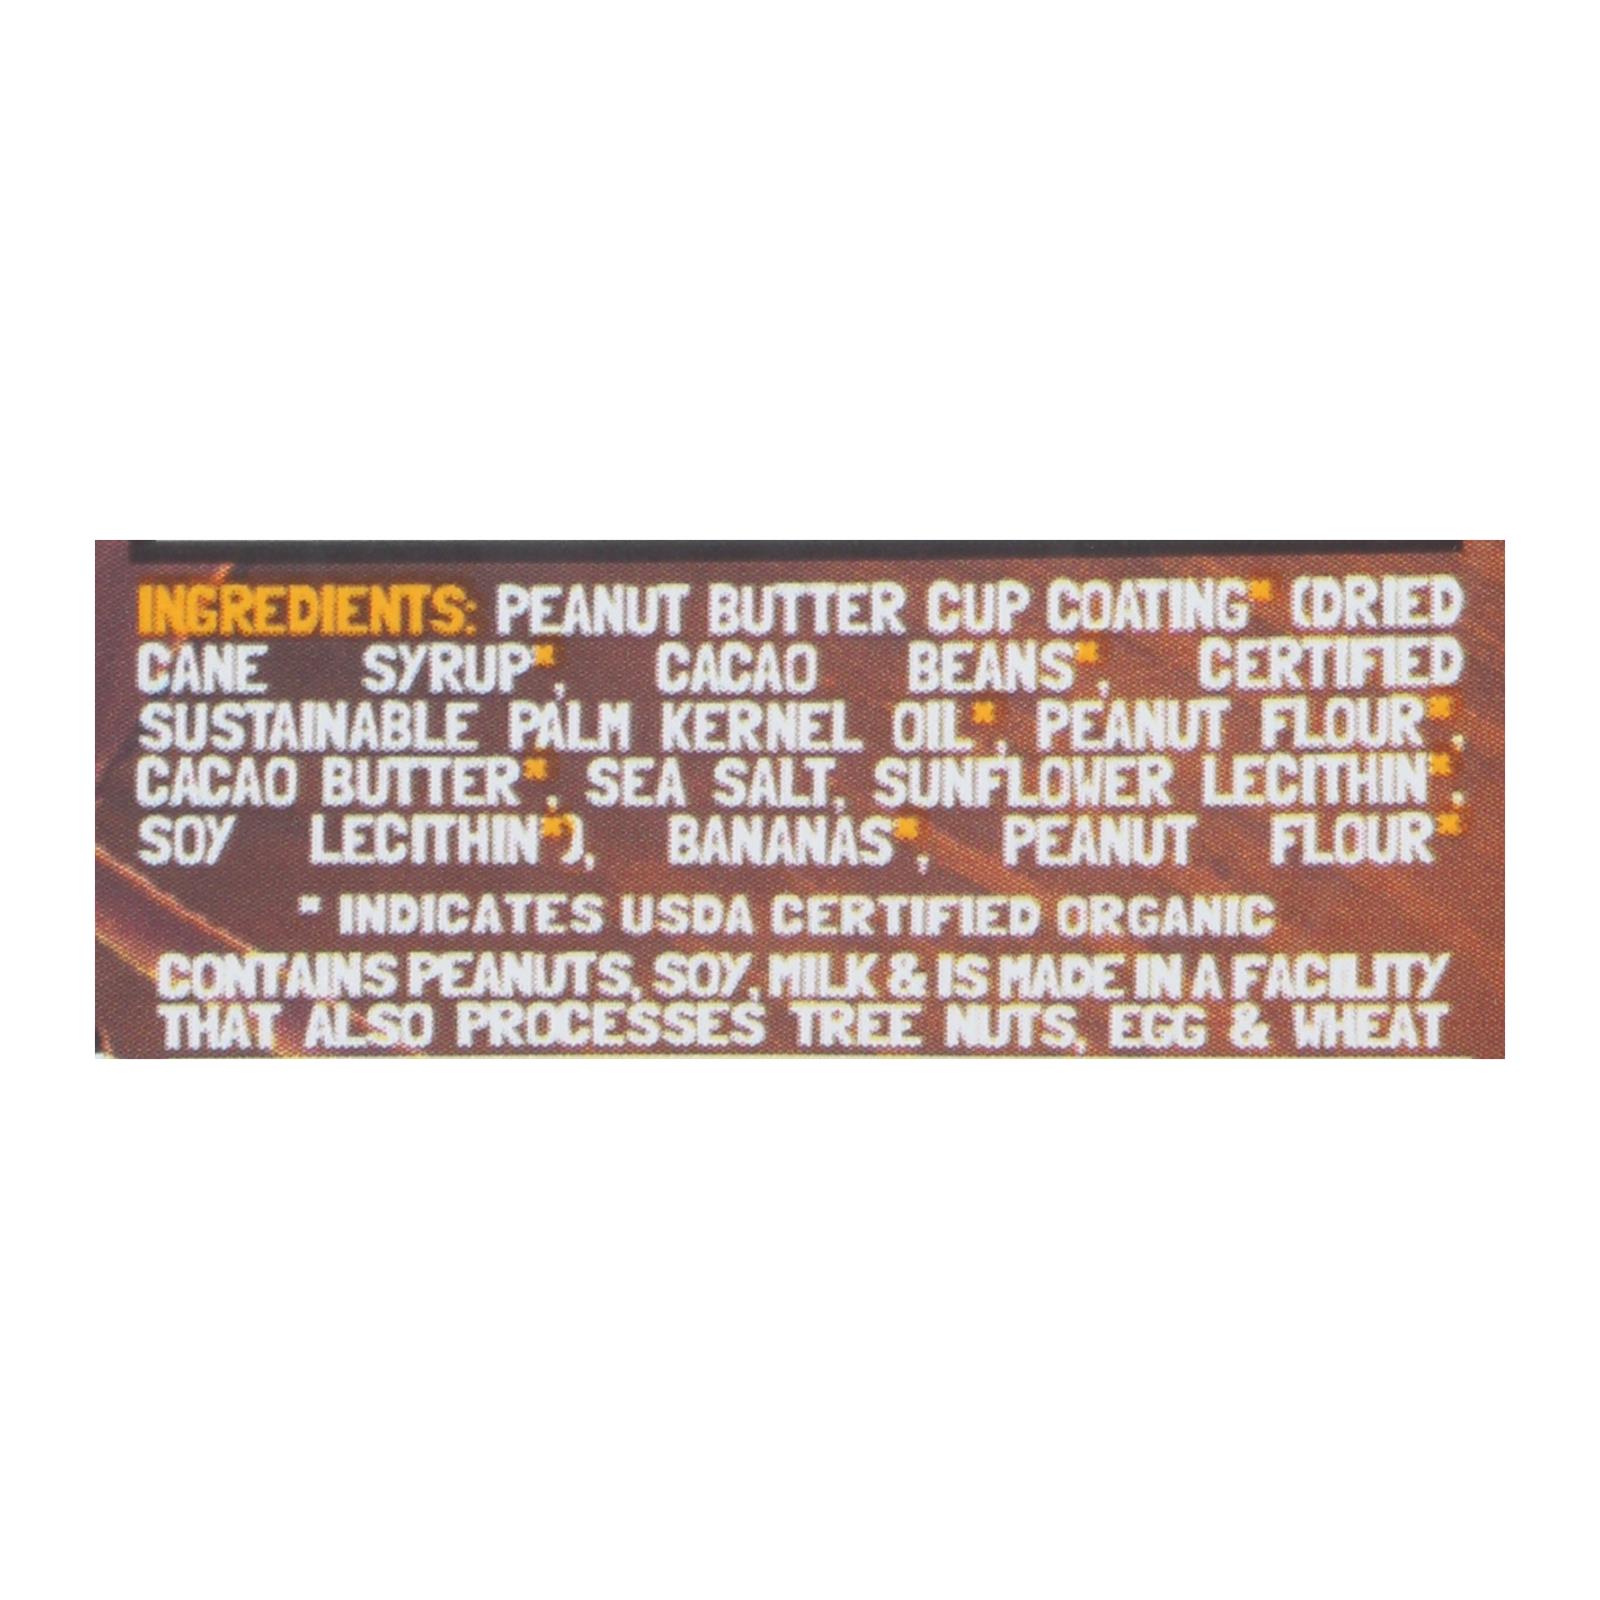 INGREDIENTS: PEANUT BUTTER CUP COATING* (DRIED
CANE SYRUP*, CACAO BEANS*, CERTIFIED
SUSTAINABLE PALM KERNEL OIL*, PEANUT FLOUR*,
CACAO BUTTER*, SEA SALT, SUNFLOWER LECITHIN*,
SOY LECITHIN*), BANANAS*, PEANUT FLOUR*
* INDICATES USDA CERTIFIED ORGANIC
CONTAINS PEANUTS, SOY, MILK & IS MADE IN A FACILITY
THAT ALSO PROCESSES TREE NUTS, EGG & WHEAT